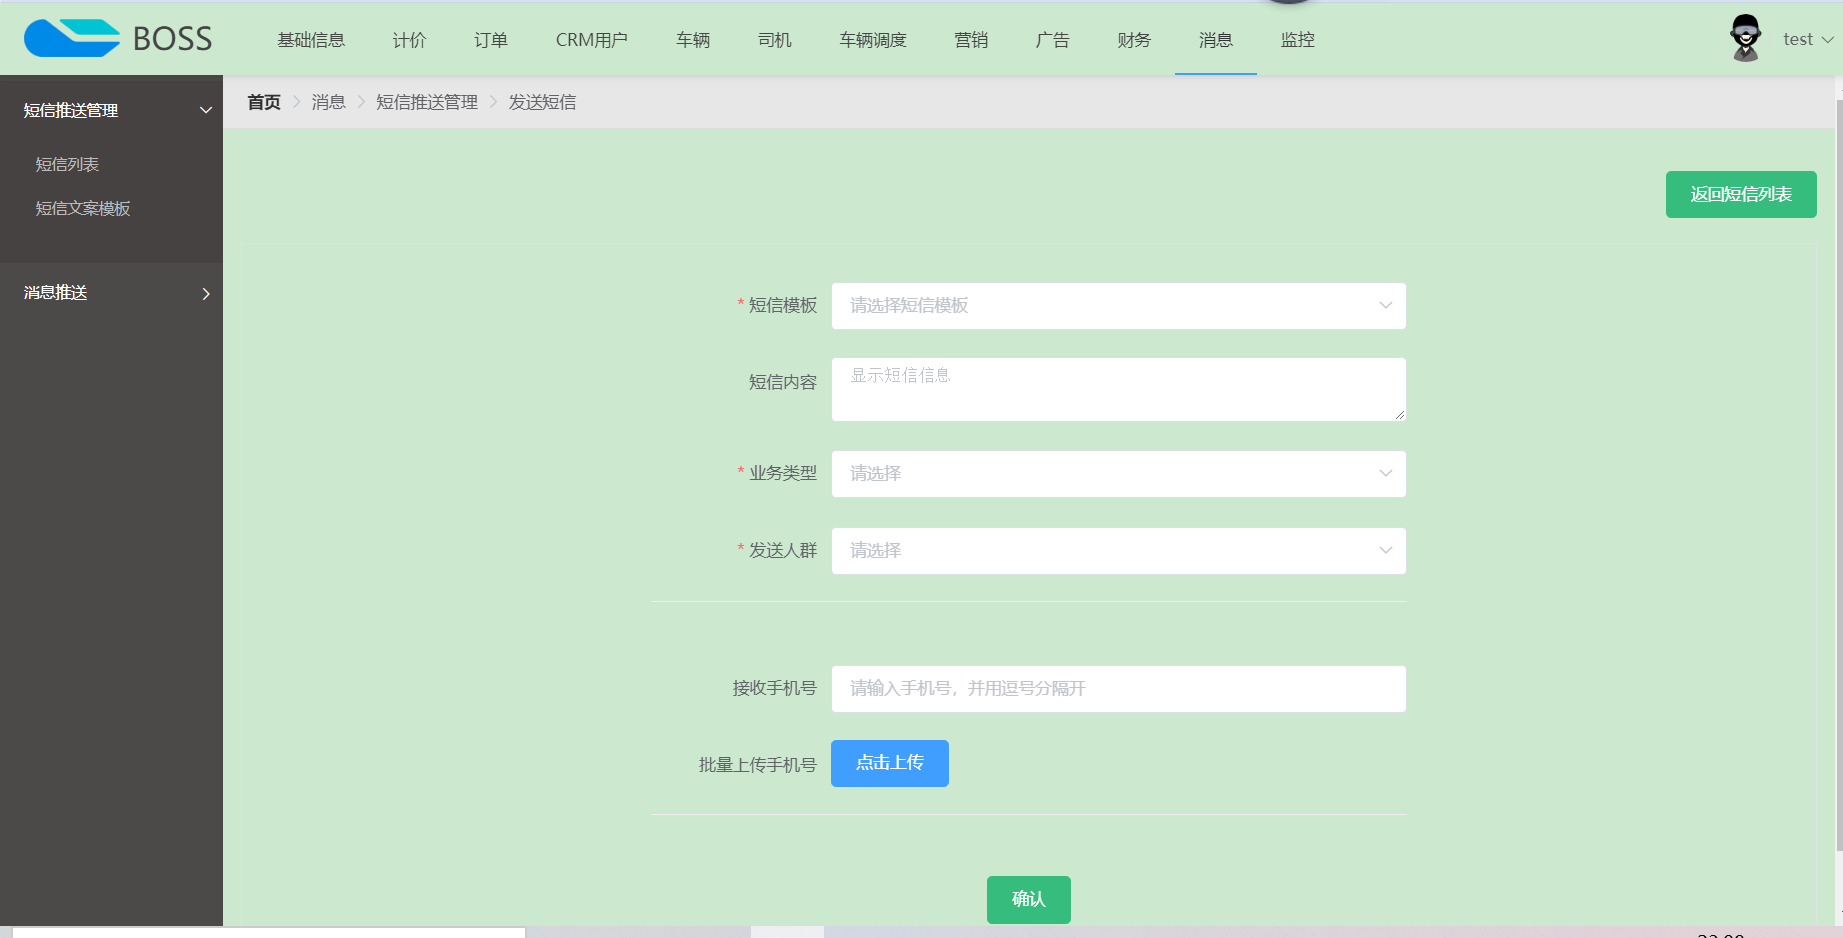 BOSS
基础信息 计价 订单 CRM用户 车辆 司机 车辆调度 营销 广告 财务 消息 监控
test
短信推送管理
短信列表
短信文案模板
消息推送
首页 消息 短信推送管理 发送短信
返回短信列表
* 短信模板 请选择短信模板
短信内容 显示短信信息
* 业务类型 请选择
* 发送人群 请选择
接收手机号 请输入手机号，并用逗号分隔开
批量上传手机号 点击上传
确认